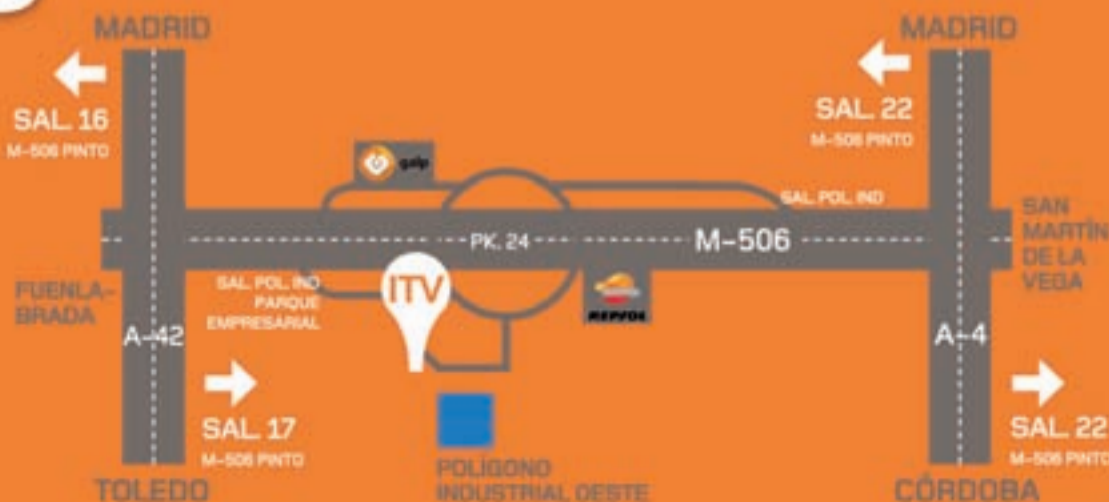 MADRID
MADRID
SAL. 16
M-506 PINTO
SAL. 22
M-506 PINTO
galp
SAL. POL. IND
SAN
MARTÍN
DE LA
VEGA
PK. 24
M-506
FUENLA-
BRADA
SAL. POL. IND
PARQUE
EMPRESARIAL
ITV
REPSOL
A-42
A-4
SAL. 17
M-506 PINTO
SAL. 22
M-506 PINTO
POLÍGONO
INDUSTRIAL OESTE
TOLEDO
CÓRDOBA